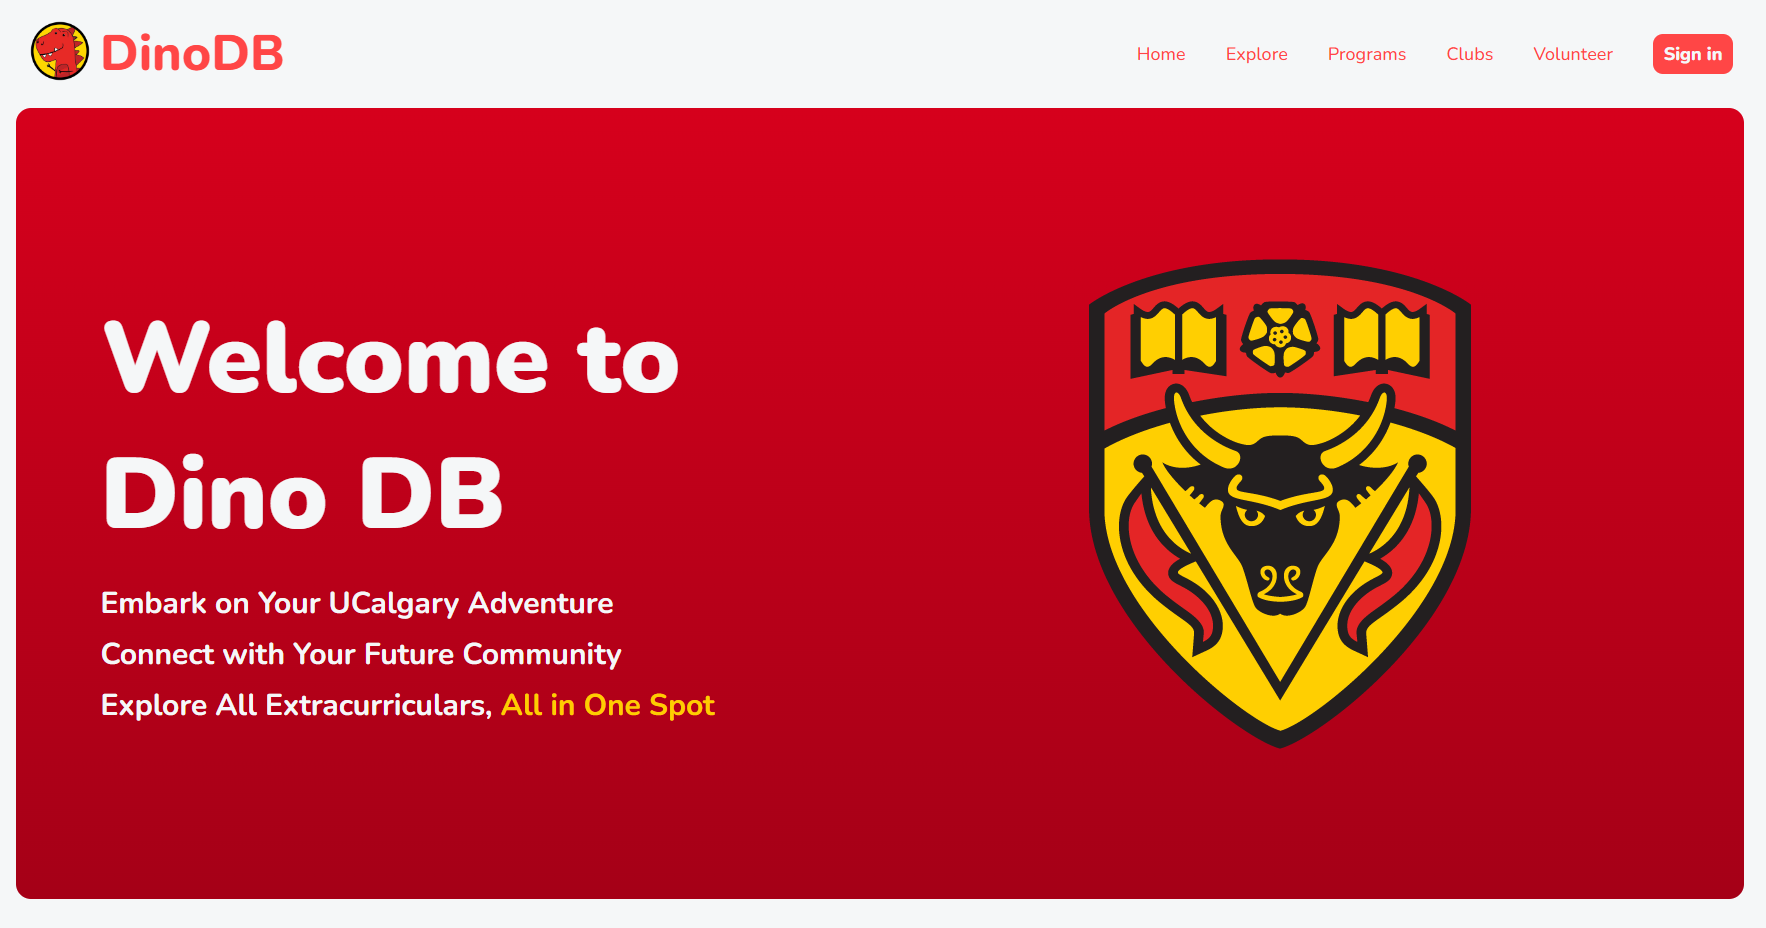 DinoDB
Home
Explore
Programs
Clubs
Volunteer
Sign in
Welcome to
Dino DB
Embark on Your UCalgary Adventure
Connect with Your Future Community
Explore All Extracurriculars, All in One Spot